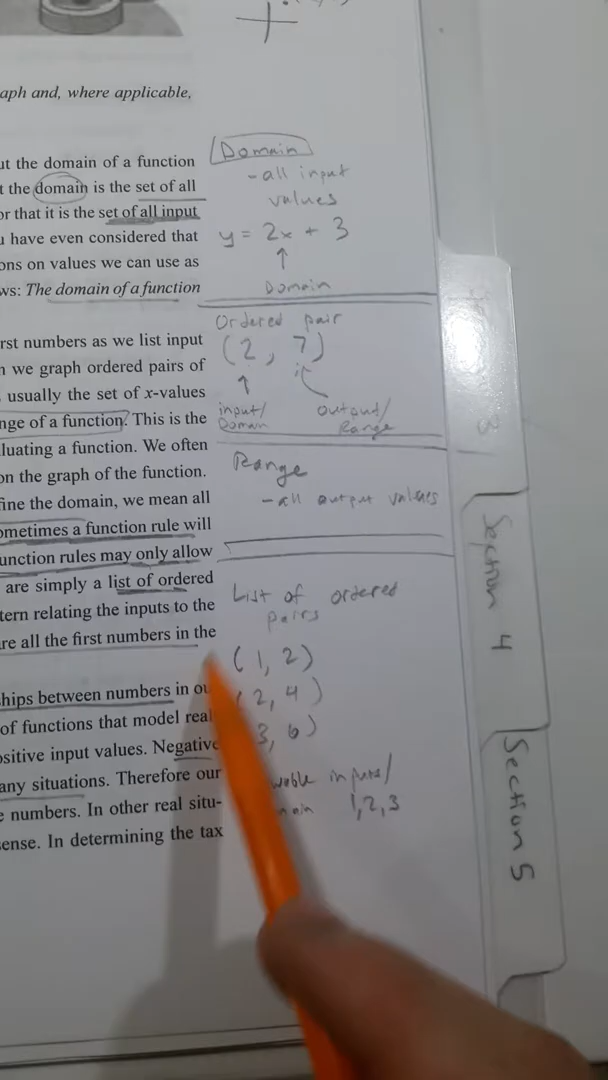 aph and, where applicable,
ut the domain of a function
t the domain is the set of all
or that it is the set of all input
u have even considered that
ons on values we can use as
ws: The domain of a function
rst numbers as we list input
n we graph ordered pairs of
usually the set of x-values
nge of a function. This is the
luating a function. We often
on the graph of the function.
fine the domain, we mean all
ometimes a function rule will
unction rules may only allow
are simply a list of ordered
tern relating the inputs to the
re all the first numbers in the
ships between numbers in ou
of functions that model real
ositive input values. Negative
any situations. Therefore our
e numbers. In other real situ-
ense. In determining the tax
Domain
- all input
values
y = 2x + 3
↑
Domain
Ordered pair
(2, 7)
↑
input/
Domain
output/
Range
Range
- all output values
List of ordered
pairs
(1, 2)
(2, 4)
3, 6)
wable inputs/
main 1,2,3
3
Section 4
Section 5